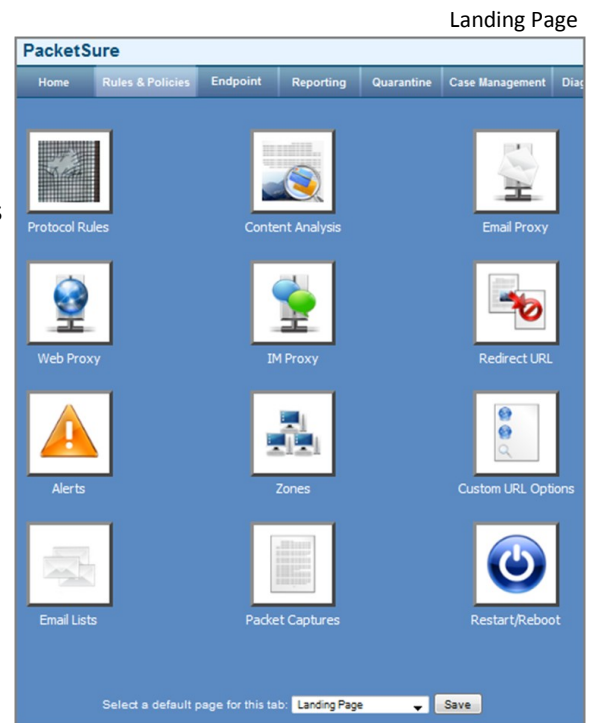 Landing Page
PacketSure
Home Rules & Policies Endpoint Reporting Quarantine Case Management
Protocol Rules Content Analysis Email Proxy
Web Proxy IM Proxy Redirect URL
Alerts Zones Custom URL Options
Email Lists Packet Captures Restart/Reboot
Select a default page for this tab: Landing Page Save